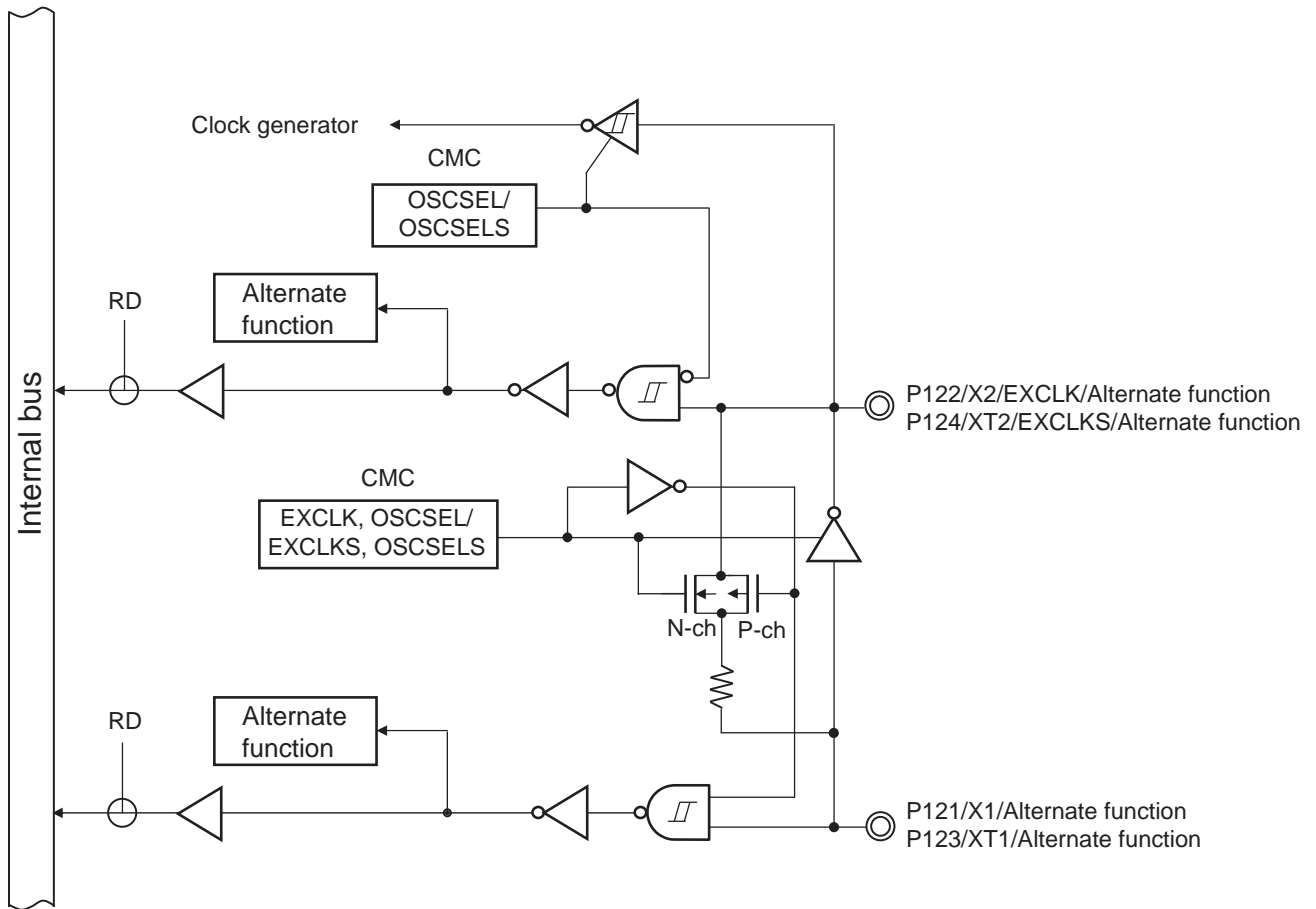 Clock generator
CMC
OSCSEL/
OSCSELS
RD
Alternate
function
P122/X2/EXCLK/Alternate function
P124/XT2/EXCLKS/Alternate function
Internal bus
CMC
EXCLK, OSCSEL/
EXCLKS, OSCSELS
N-ch
P-ch
RD
Alternate
function
P121/X1/Alternate function
P123/XT1/Alternate function